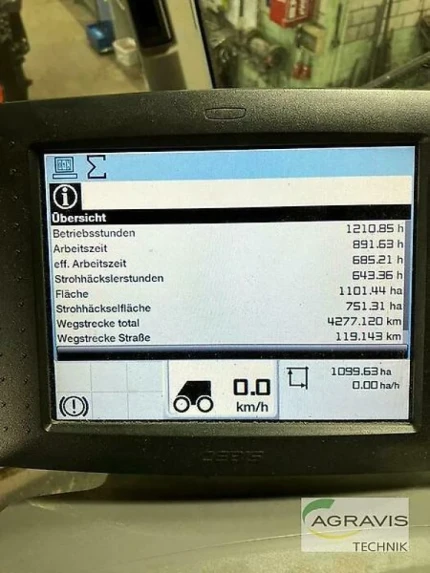 Übersicht
Betriebsstunden 1210.85 h
Arbeitszeit 891.63 h
eff. Arbeitszeit 685.21 h
Strohhäckslerstunden 643.36 h
Fläche 1101.44 ha
Strohhäckselfläche 751.31 ha
Wegstrecke total 4277.120 km
Wegstrecke Straße 119.143 km
0.0 km/h
1099.63 ha
0.00 ha/h
CEBIS
AGRAVIS
TECHNIK